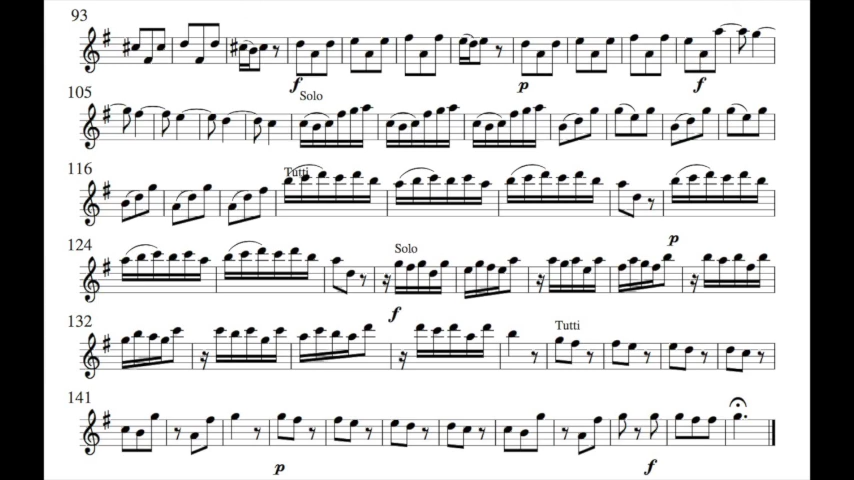 93
f p f
105 Solo
116 Tutti
p
124 Solo
f
132 Tutti
141
p f